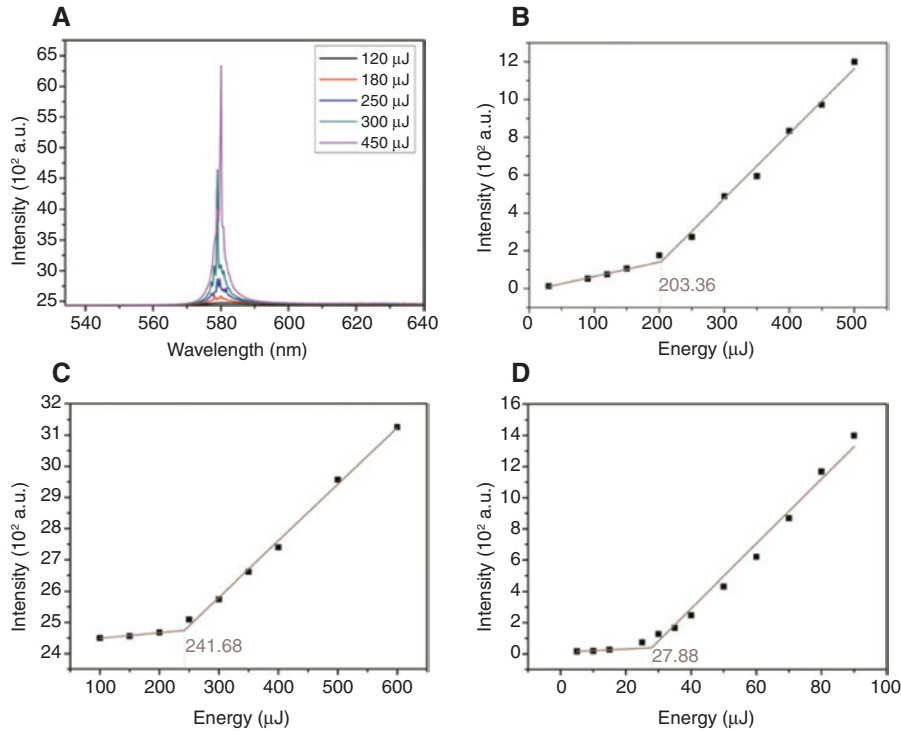 A
65
60
55
50
45
40
35
30
25
540 560 580 600 620 640
Wavelength (nm)
Intensity (10² a.u.)
120 μJ
180 μJ
250 μJ
300 μJ
450 μJ
B
12
10
8
6
4
2
0
0 100 200 300 400 500
Energy (μJ)
Intensity (10² a.u.)
203.36
C
32
31
30
29
28
27
26
25
24
100 200 300 400 500 600
Energy (μJ)
Intensity (10² a.u.)
241.68
D
16
14
12
10
8
6
4
2
0
0 20 40 60 80 100
Energy (μJ)
Intensity (10² a.u.)
27.88